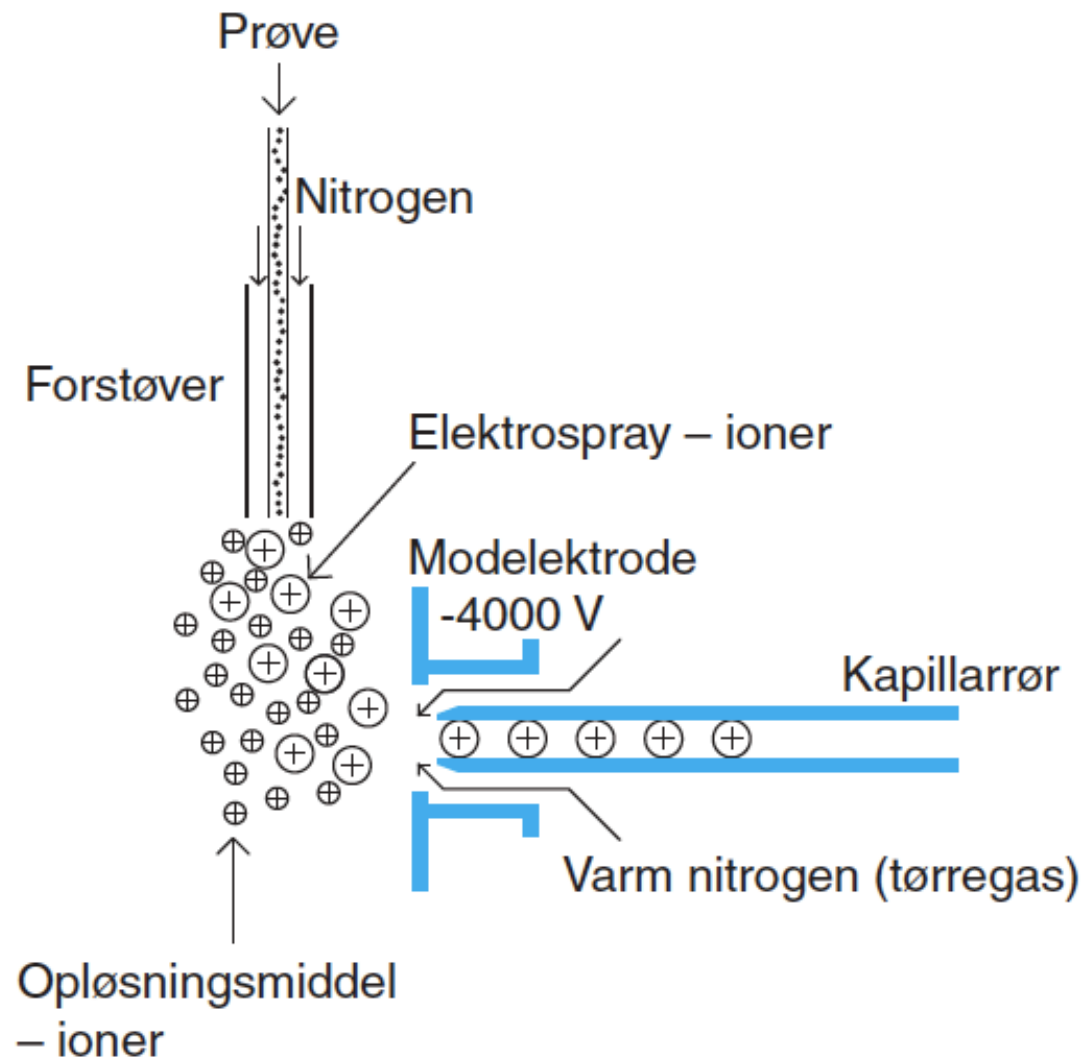 Prøve
Nitrogen
Forstøver
Elektrospray – ioner
Modelektrode
-4000 V
Kapillarrør
Varm nitrogen (tørregas)
Opløsningsmiddel
– ioner